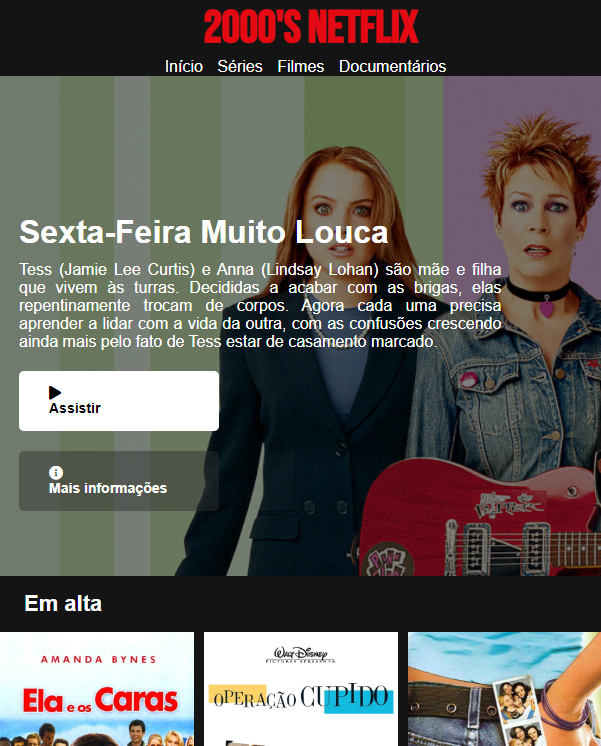 2000'S NETFLIX
Início Séries Filmes Documentários
Sexta-Feira Muito Louca
Tess (Jamie Lee Curtis) e Anna (Lindsay Lohan) são mãe e filha
que vivem às turras. Decididas a acabar com as brigas, elas
repentinamente trocam de corpos. Agora cada uma precisa
aprender a lidar com a vida da outra, com as confusões crescendo
ainda mais pelo fato de Tess estar de casamento marcado.
Assistir
Mais informações
Em alta
AMANDA BYNES
Ela e os Caras
WALT DISNEY
PICTURES APRESENTA
OPERAÇÃO CUPIDO